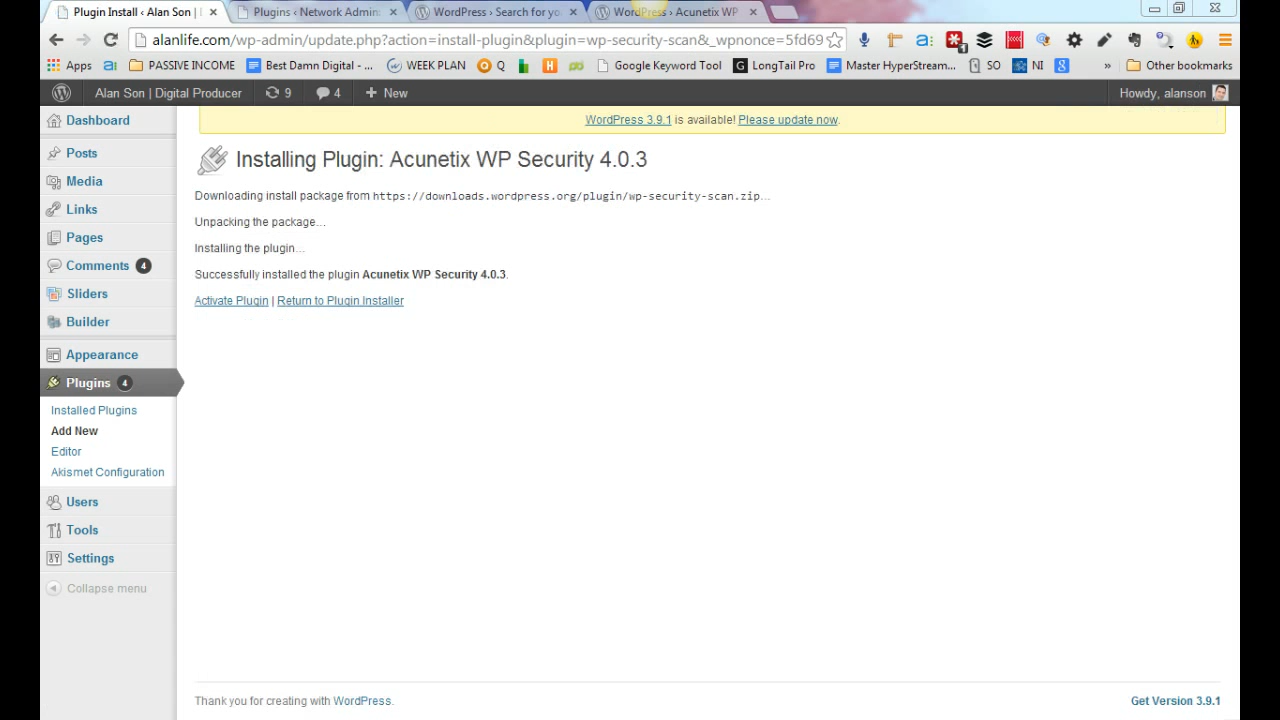 Plugin Install ‹ Alan Son |
Plugins ‹ Network Admin:
WordPress › Search for yo
WordPress › Acunetix WP
alanlife.com/wp-admin/update.php?action=install-plugin&plugin=wp-security-scan&_wpnonce=5fd69
Apps
PASSIVE INCOME
Best Damn Digital - ...
WEEK PLAN
Q
Google Keyword Tool
LongTail Pro
Master HyperStream...
SO
NI
»
Other bookmarks
Alan Son | Digital Producer
9
4
New
Howdy, alanson
Dashboard
Posts
Media
Links
Pages
Comments 4
Sliders
Builder
Appearance
Plugins 4
Installed Plugins
Add New
Editor
Akismet Configuration
Users
Tools
Settings
Collapse menu
WordPress 3.9.1 is available! Please update now.
Installing Plugin: Acunetix WP Security 4.0.3
Downloading install package from https://downloads.wordpress.org/plugin/wp-security-scan.zip…
Unpacking the package…
Installing the plugin…
Successfully installed the plugin Acunetix WP Security 4.0.3.
Activate Plugin | Return to Plugin Installer
Thank you for creating with WordPress.
Get Version 3.9.1